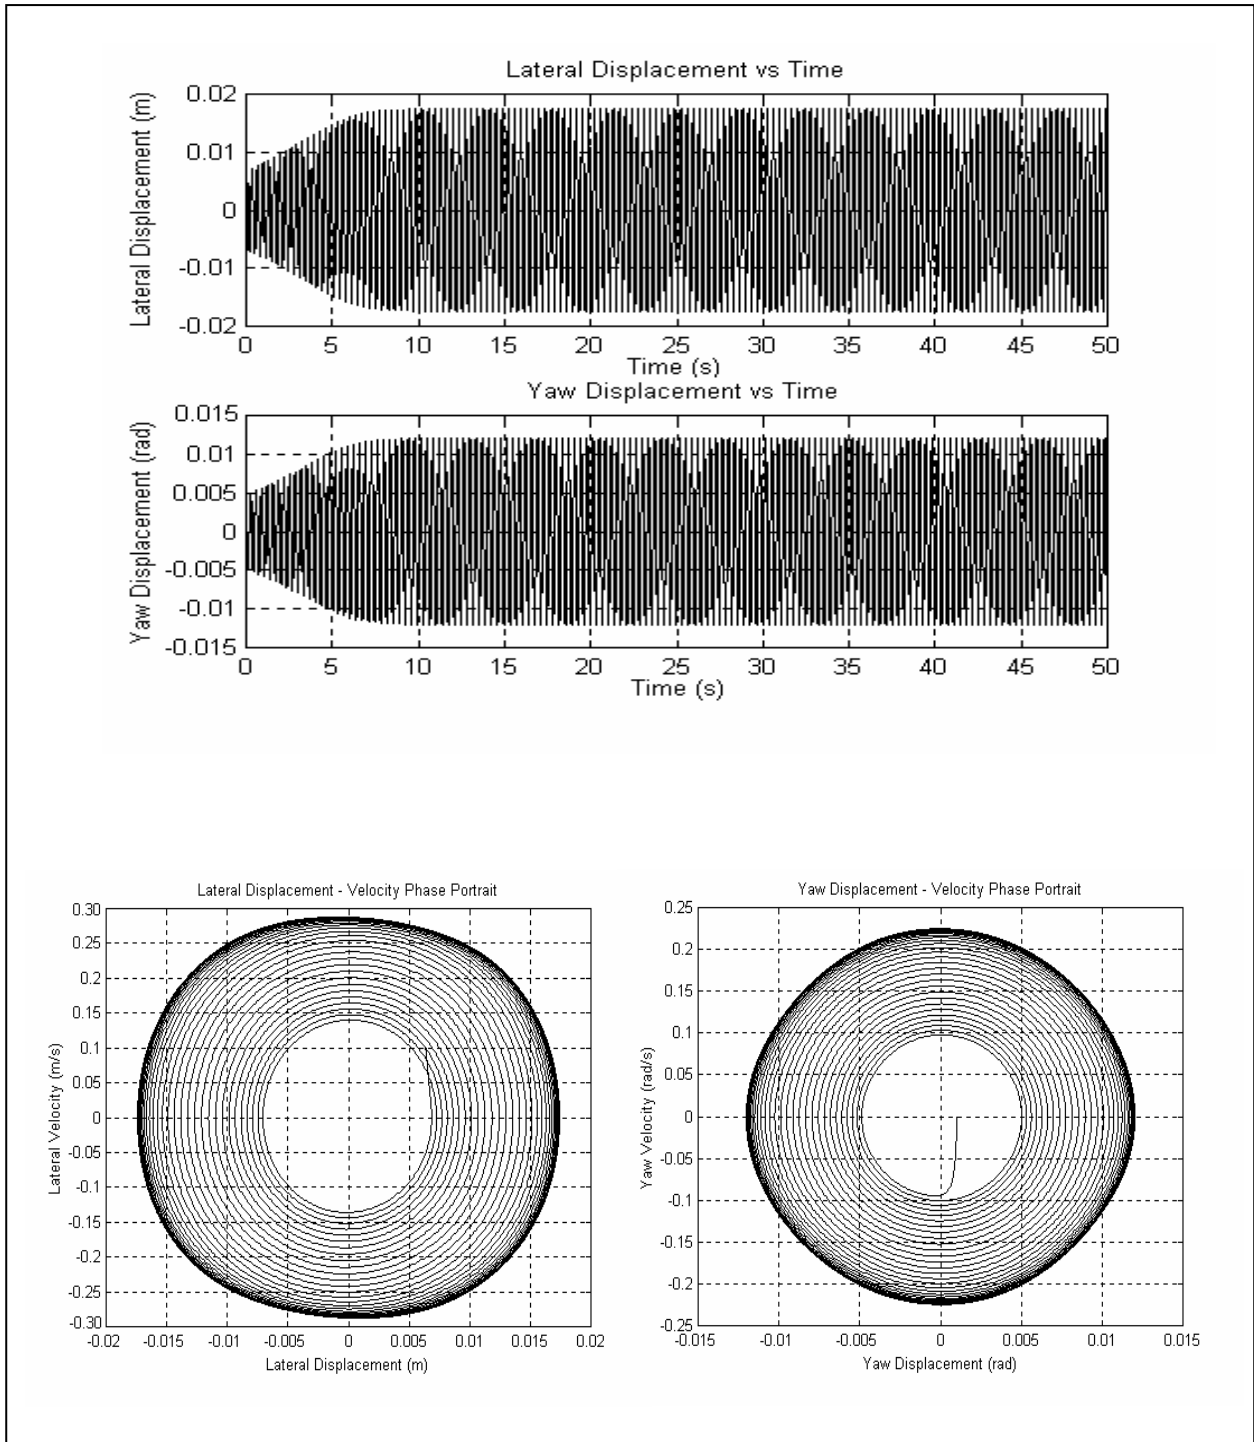 Lateral Displacement vs Time
Lateral Displacement (m)
0.02
0.01
0
-0.01
-0.02
0 5 10 15 20 25 30 35 40 45 50
Time (s)
Yaw Displacement vs Time
Yaw Displacement (rad)
0.015
0.01
0.005
0
-0.005
-0.01
-0.015
0 5 10 15 20 25 30 35 40 45 50
Time (s)
Lateral Displacement - Velocity Phase Portrait
Lateral Velocity (m/s)
0.30
0.25
0.2
0.15
0.1
0.05
0
-0.05
-0.1
-0.15
-0.2
-0.25
-0.30
-0.02 -0.01 -0.005 0 0.005 0.01 0.02 0.02
Lateral Displacement (m)
Yaw Displacement - Velocity Phase Portrait
Yaw Velocity (rad/s)
0.25
0.2
0.15
0.1
0.05
0
-0.05
-0.1
-0.15
-0.2
-0.25
-0.015 -0.01 -0.005 0 0.005 0.01 0.015
Yaw Displacement (rad)